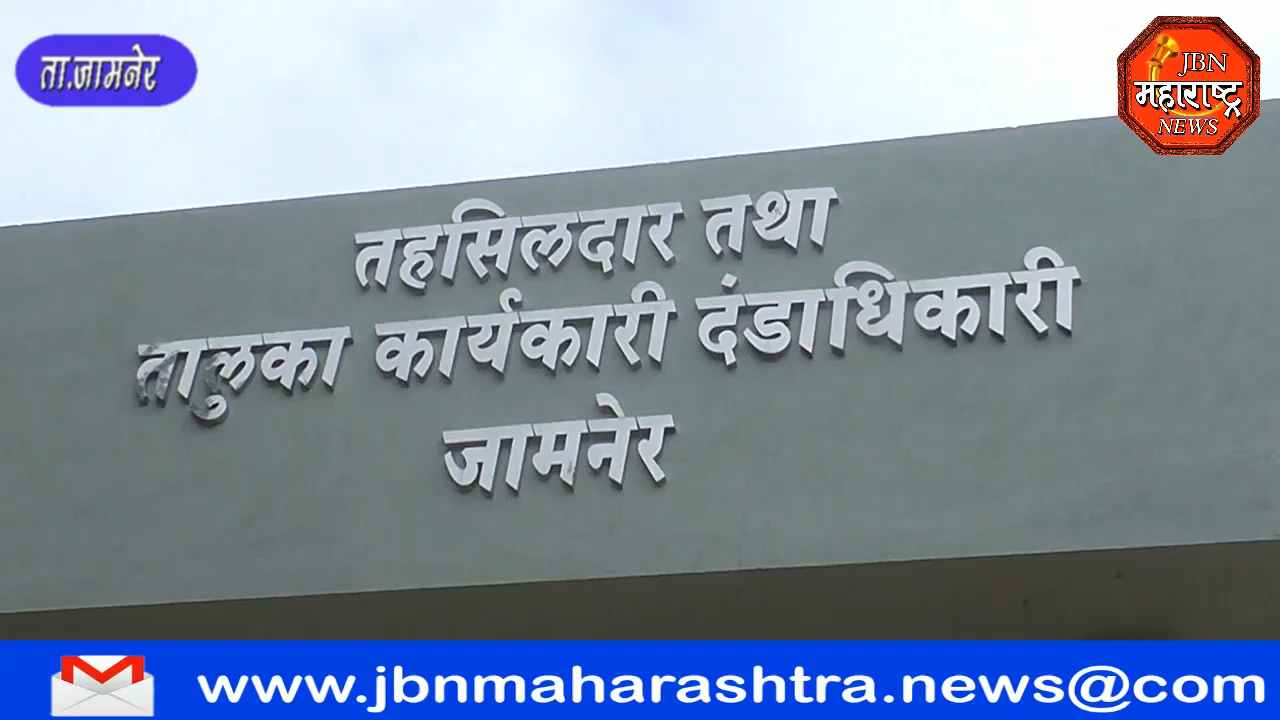 ता.जामनेर
JBN
महाराष्ट्र
NEWS
तहसिलदार तथा
तालुका कार्यकारी दंडाधिकारी
जामनेर
www.jbnmaharashtra.news@com